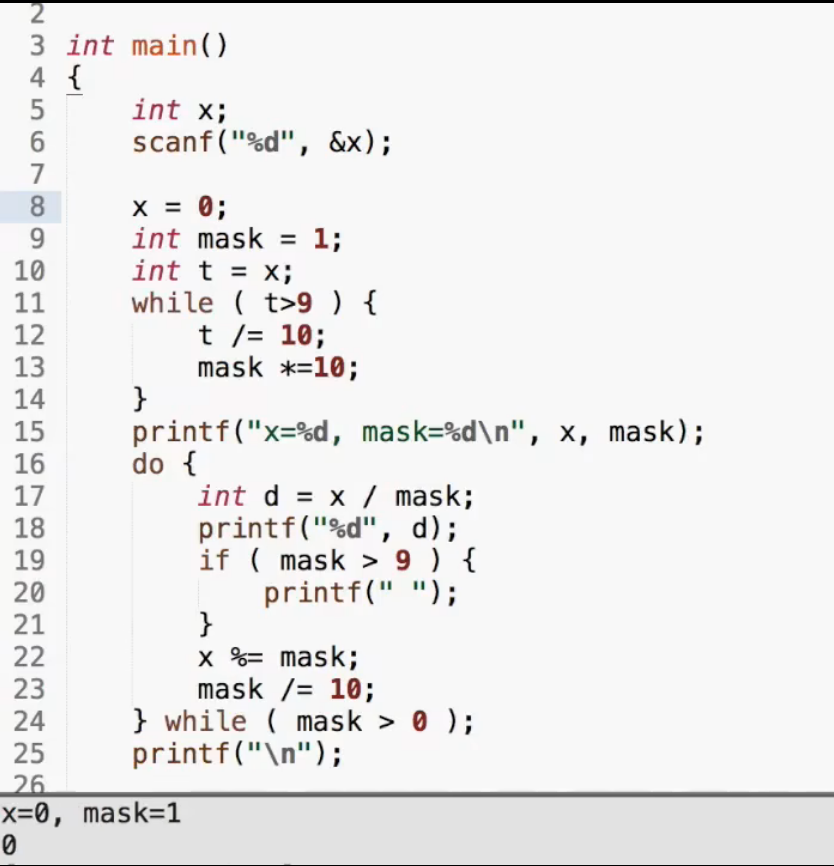 2
3 int main()
4 {
5     int x;
6     scanf("%d", &x);
7
8     x = 0;
9     int mask = 1;
10     int t = x;
11     while ( t>9 ) {
12         t /= 10;
13         mask *=10;
14     }
15     printf("x=%d, mask=%d\n", x, mask);
16     do {
17         int d = x / mask;
18         printf("%d", d);
19         if ( mask > 9 ) {
20             printf(" ");
21         }
22         x %= mask;
23         mask /= 10;
24     } while ( mask > 0 );
25     printf("\n");
26
x=0, mask=1
0